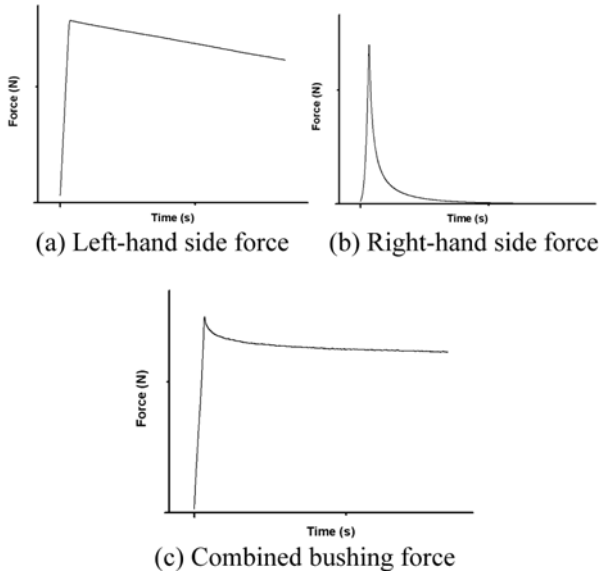 Force (N)
Time (s)
(a) Left-hand side force
Force (N)
Time (s)
(b) Right-hand side force
Force (N)
Time (s)
(c) Combined bushing force